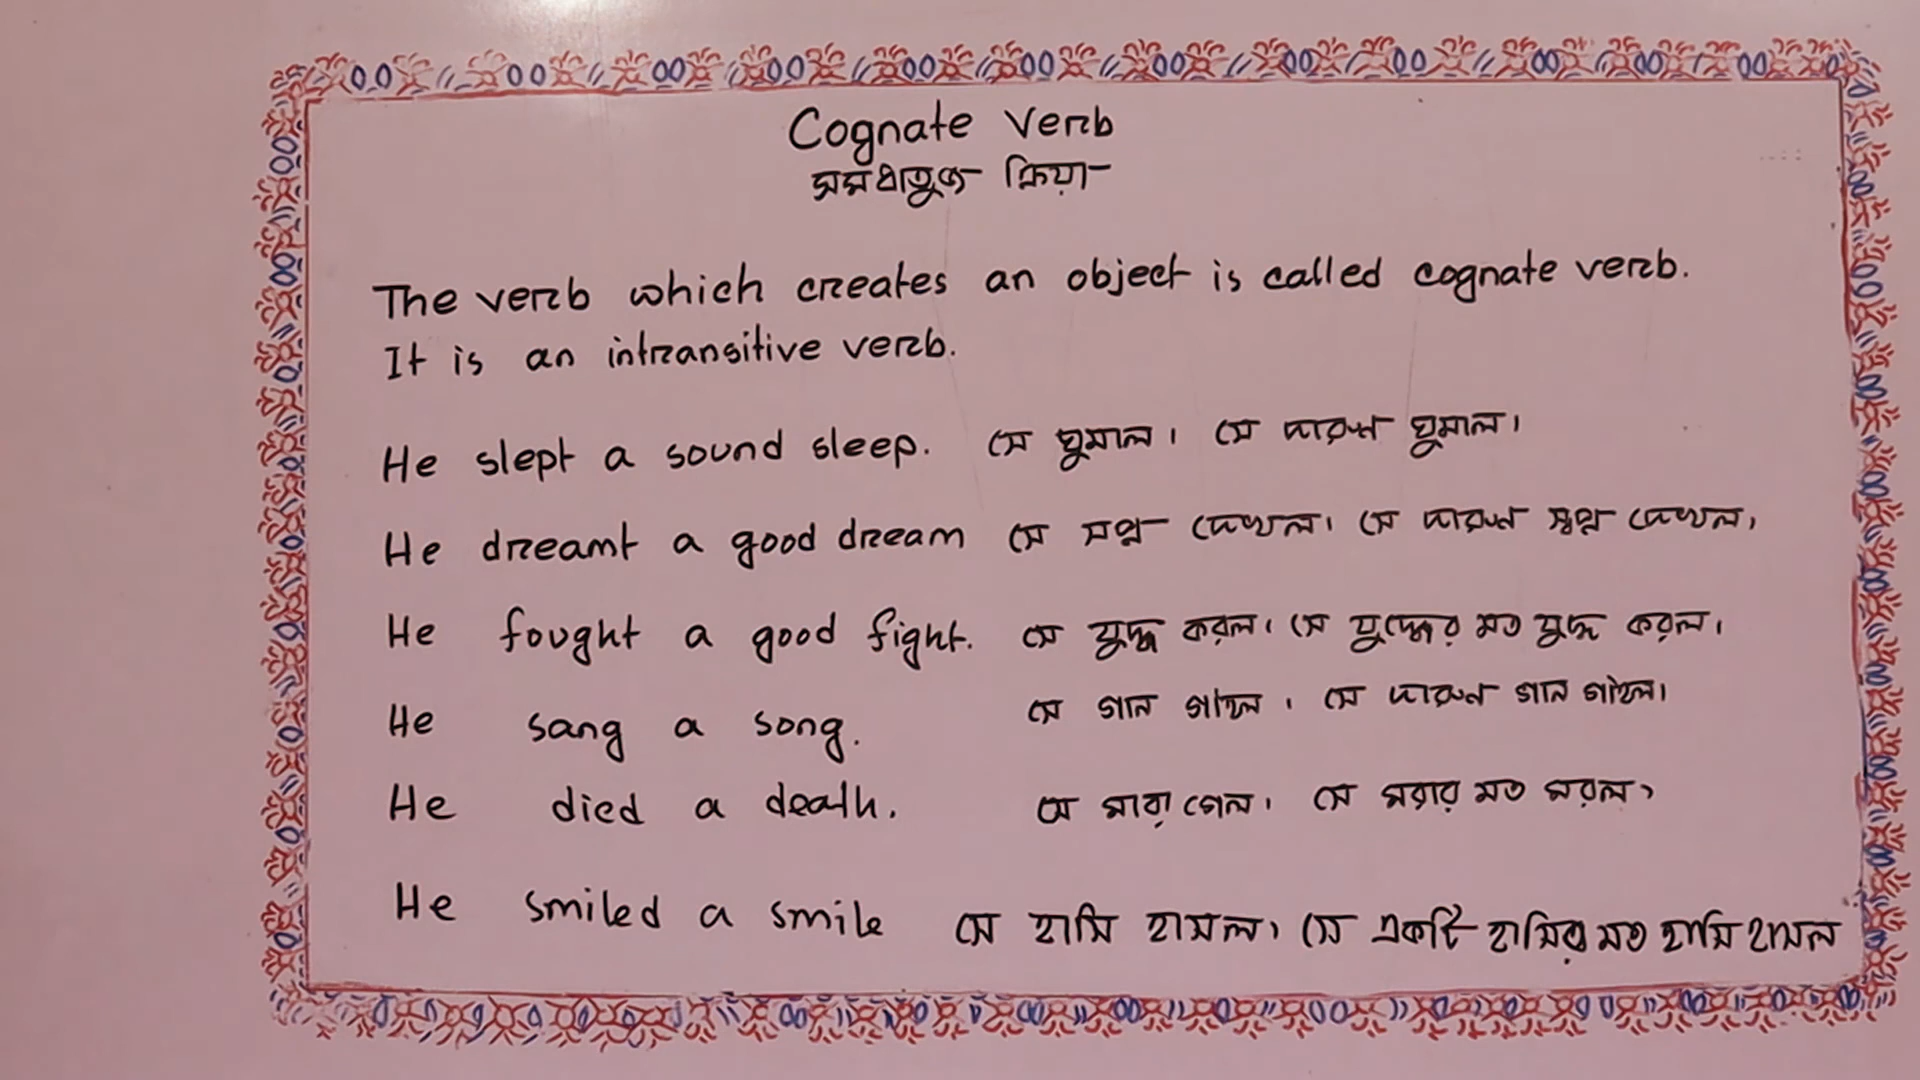 Cognate Verb
সমধাতুজ ক্রিয়া
The verb which creates an object is called cognate verb.
It is an intransitive verb.
He slept a sound sleep. সে ঘুমাল। সে দারুণ ঘুমাল।
He dreamt a good dream সে সপ্ন দেখল। সে দারুণ স্বপ্ন দেখল।
He fought a good fight. সে যুদ্ধ করল। সে যুদ্ধের মত যুদ্ধ করল।
He sang a song. সে গান গাইল। সে দারুণ গান গাইল।
He died a death. সে মারা গেল। সে মরার মত মরল।
He smiled a smile সে হাসি হাসল। সে একটি হাসির মত হাসি হাসল